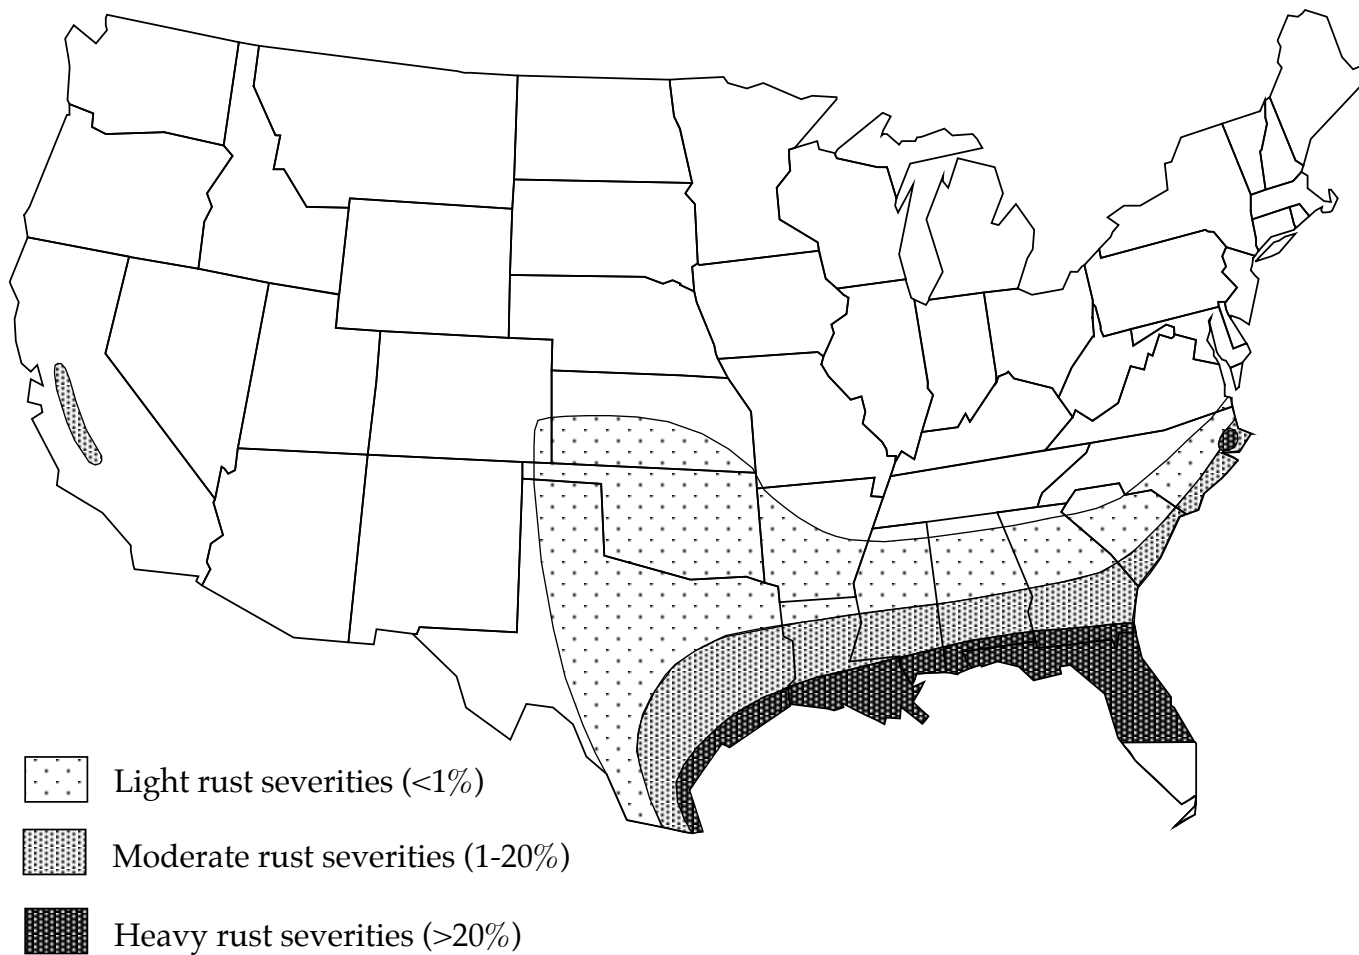 Light rust severities (<1%)
Moderate rust severities (1-20%)
Heavy rust severities (>20%)